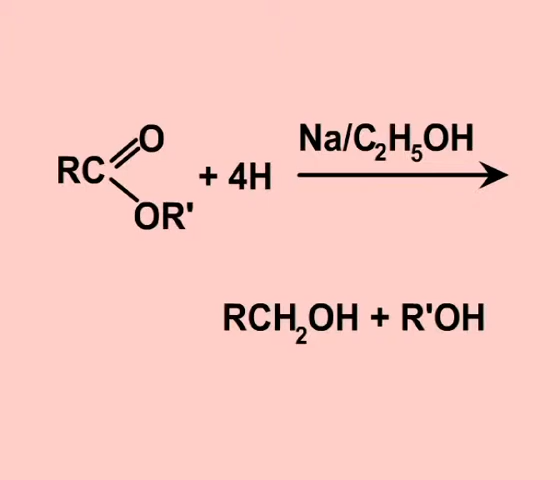 Na/C₂H₅OH
RC
O
OR'
+ 4H
RCH₂OH + R'OH